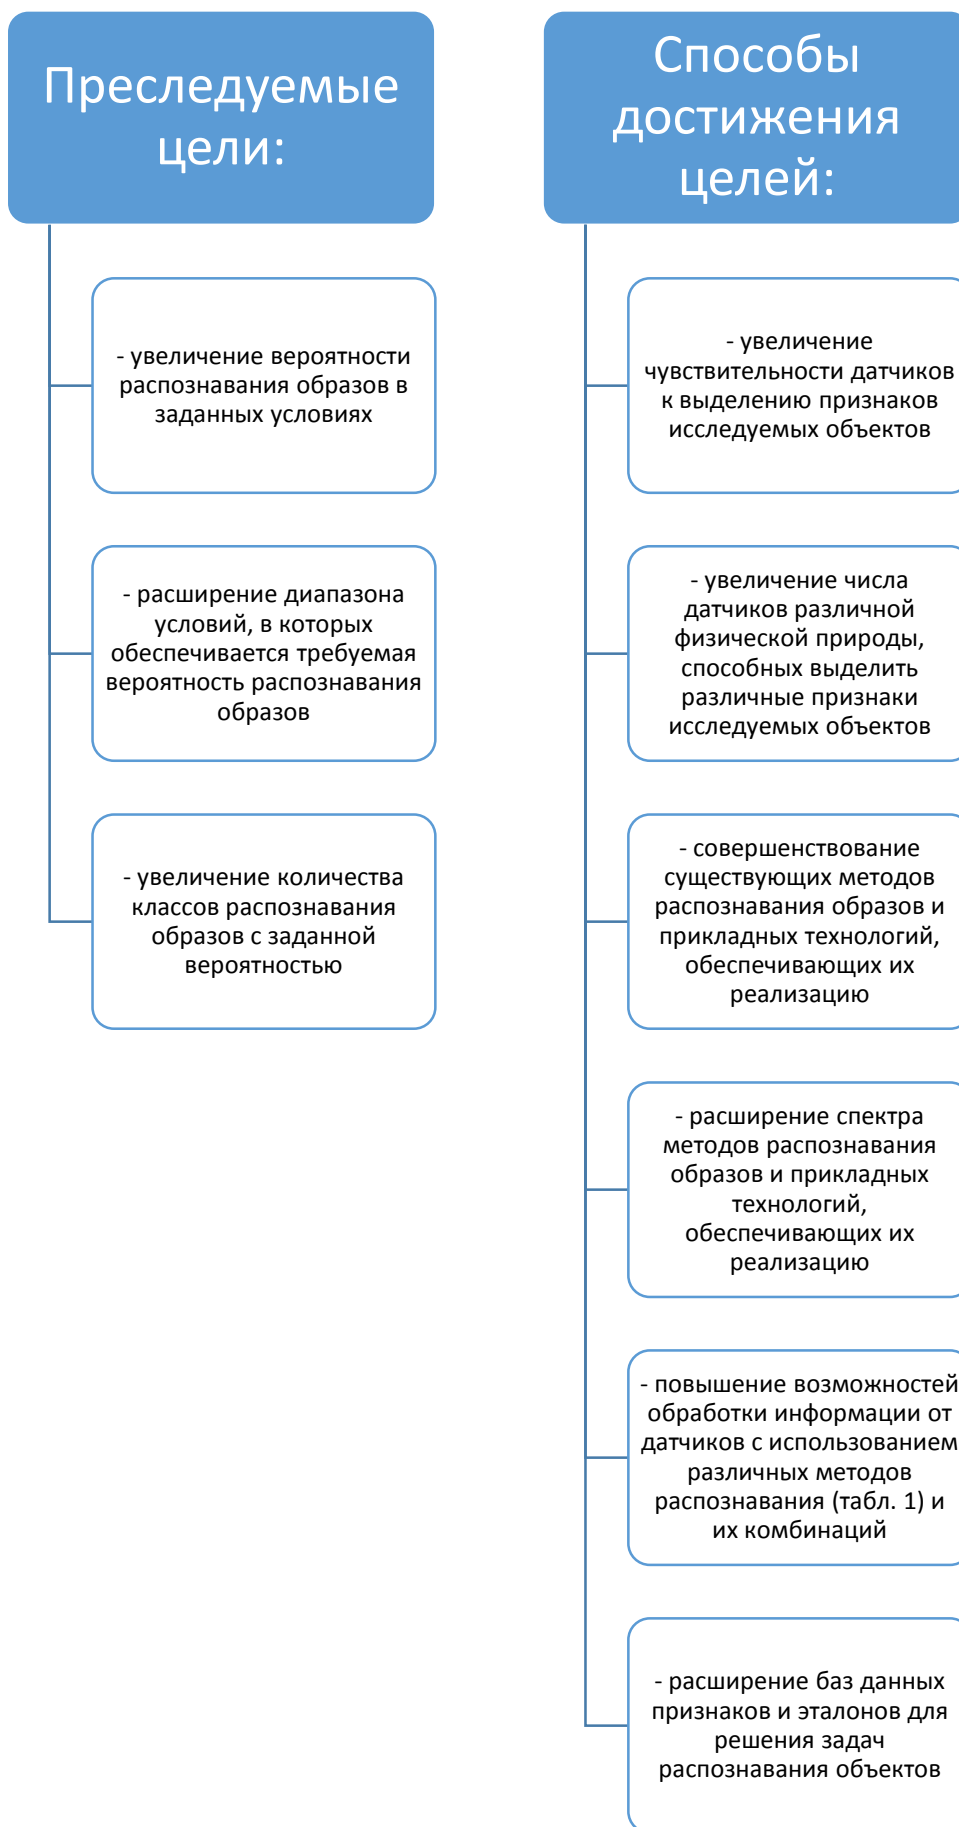 Преследуемые
цели:
- увеличение вероятности
распознавания образов в
заданных условиях
- расширение диапазона
условий, в которых
обеспечивается требуемая
вероятность распознавания
образов
- увеличение количества
классов распознавания
образов с заданной
вероятностью
Способы
достижения
целей:
- увеличение
чувствительности датчиков
к выделению признаков
исследуемых объектов
- увеличение числа
датчиков различной
физической природы,
способных выделить
различные признаки
исследуемых объектов
- совершенствование
существующих методов
распознавания образов и
прикладных технологий,
обеспечивающих их
реализацию
- расширение спектра
методов распознавания
образов и прикладных
технологий,
обеспечивающих их
реализацию
- повышение возможностей
обработки информации от
датчиков с использованием
различных методов
распознавания (табл. 1) и
их комбинаций
- расширение баз данных
признаков и эталонов для
решения задач
распознавания объектов